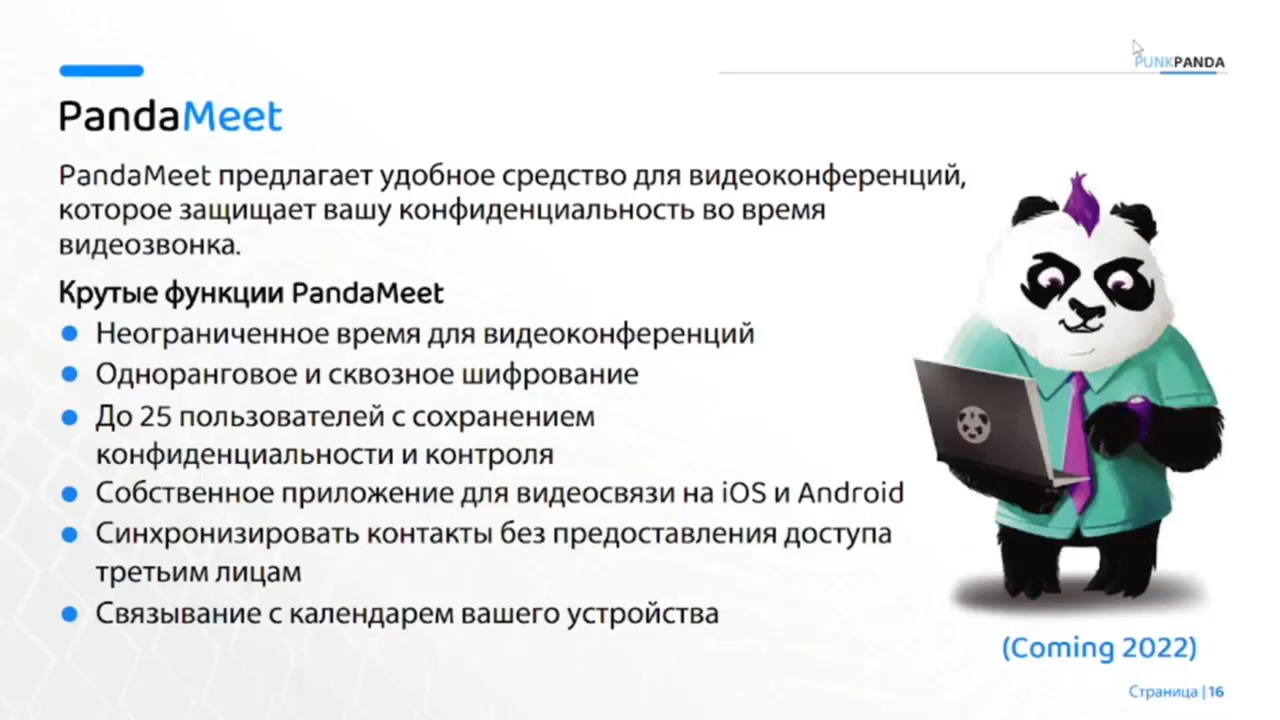 PUNKPANDA
PandaMeet
PandaMeet предлагает удобное средство для видеоконференций,
которое защищает вашу конфиденциальность во время
видеозвонка.
Крутые функции PandaMeet
Неограниченное время для видеоконференций
Одноранговое и сквозное шифрование
До 25 пользователей с сохранением
конфиденциальности и контроля
Собственное приложение для видеосвязи на iOS и Android
Синхронизировать контакты без предоставления доступа
третьим лицам
Связывание с календарем вашего устройства
(Coming 2022)
Страница | 16